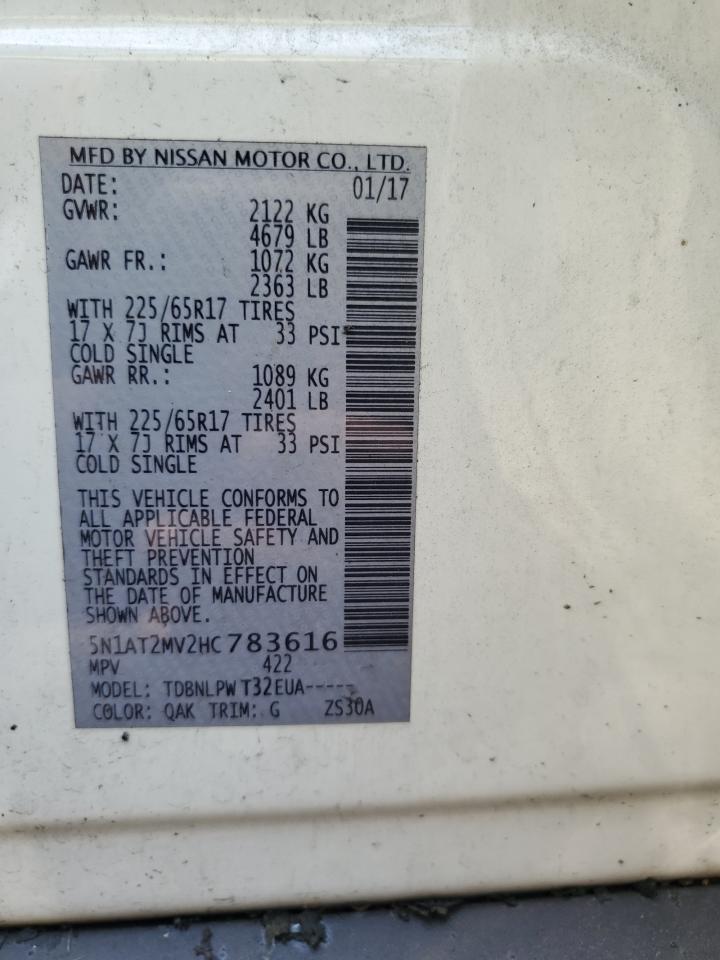 MFD BY NISSAN MOTOR CO., LTD.
DATE: 01/17
GVWR: 2122 KG
4679 LB
GAWR FR.: 1072 KG
2363 LB
WITH 225/65R17 TIRES
17 X 7J RIMS AT 33 PSI
COLD SINGLE
GAWR RR.: 1089 KG
2401 LB
WITH 225/65R17 TIRES
17 X 7J RIMS AT 33 PSI
COLD SINGLE
THIS VEHICLE CONFORMS TO
ALL APPLICABLE FEDERAL
MOTOR VEHICLE SAFETY AND
THEFT PREVENTION
STANDARDS IN EFFECT ON
THE DATE OF MANUFACTURE
SHOWN ABOVE.
5N1AT2MV2HC783616
MPV 422
MODEL: TDBNLPWT32EUA-----
COLOR: QAK TRIM: G ZS30A